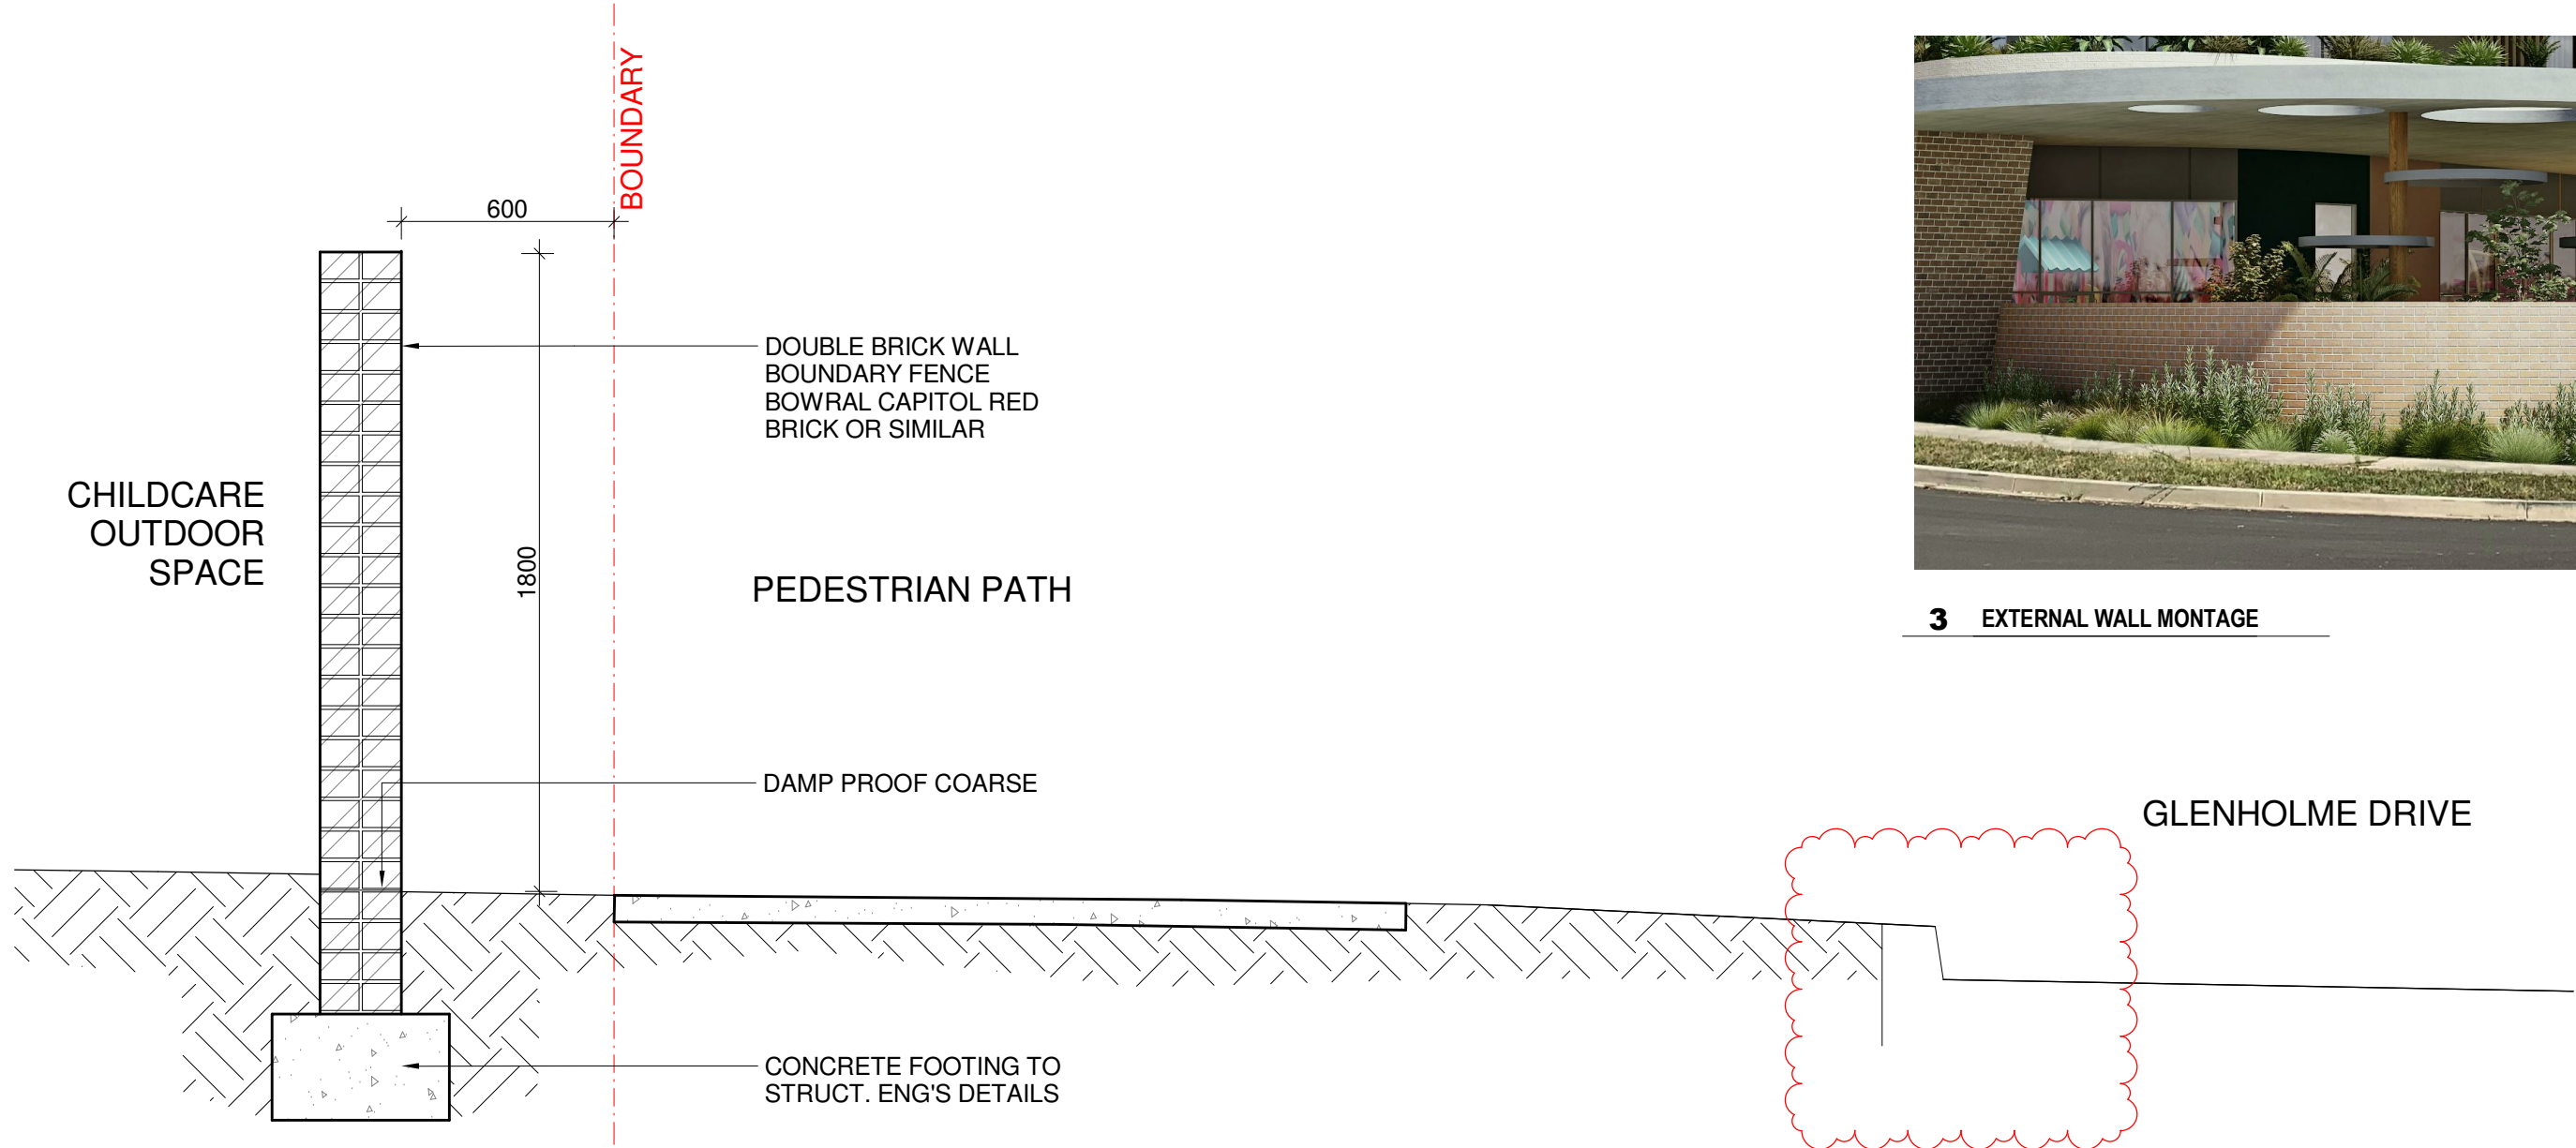 BOUNDARY
600
DOUBLE BRICK WALL
BOUNDARY FENCE
BOWRAL CAPITOL RED
BRICK OR SIMILAR
CHILDCARE
OUTDOOR
SPACE
1800
PEDESTRIAN PATH
3 EXTERNAL WALL MONTAGE
DAMP PROOF COARSE
GLENHOLME DRIVE
CONCRETE FOOTING TO
STRUCT. ENG'S DETAILS